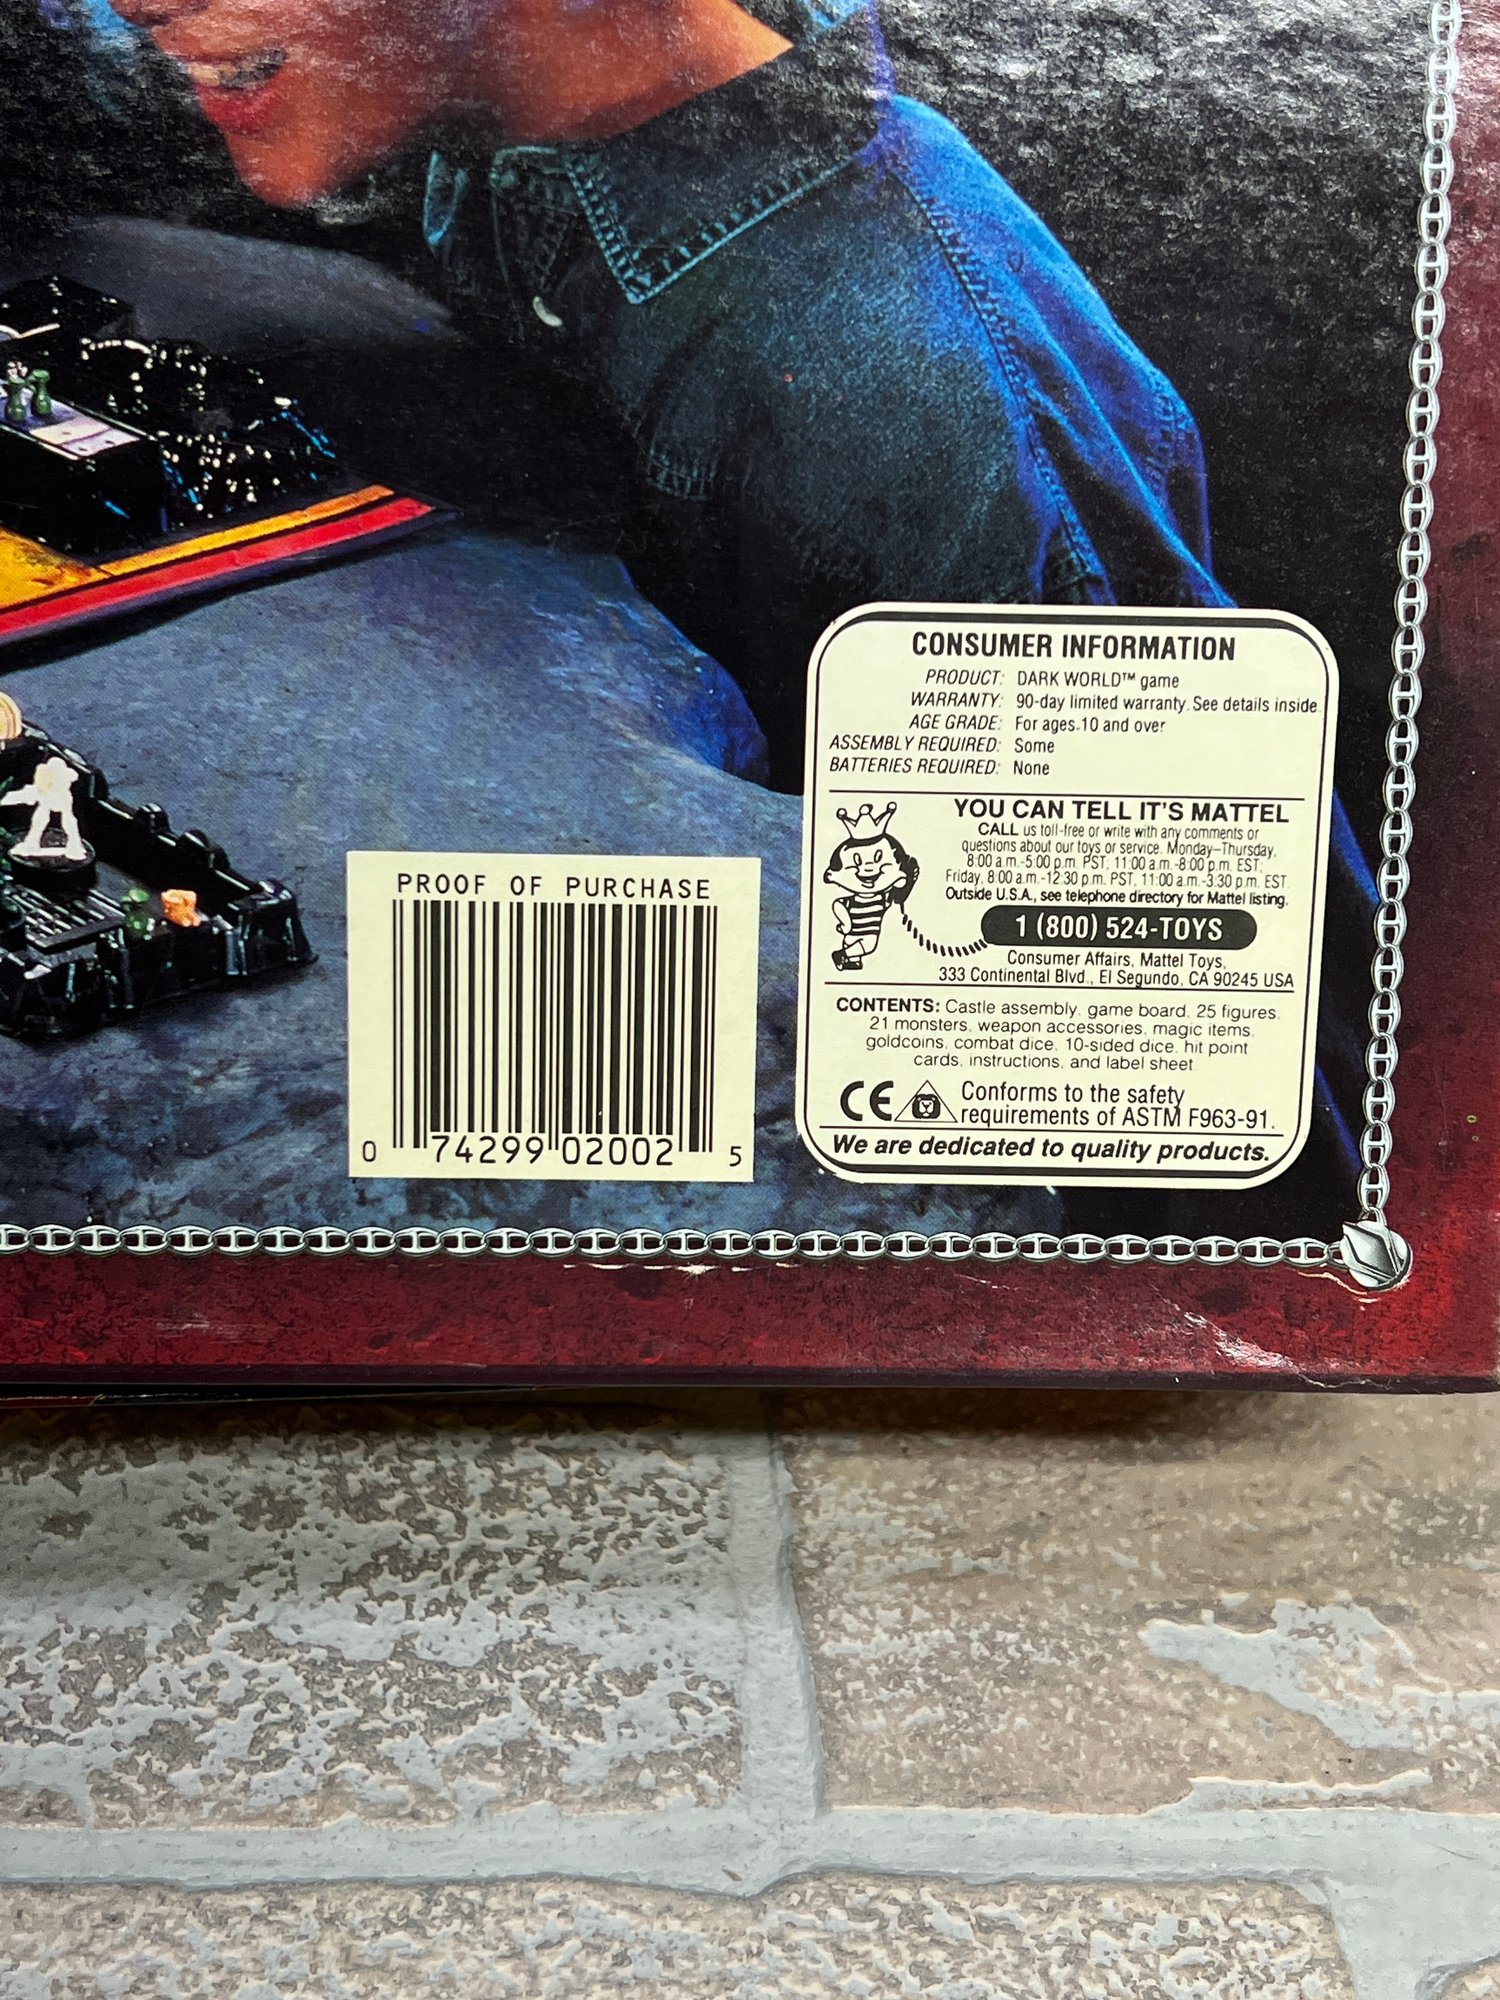 CONSUMER INFORMATION
PRODUCT: DARK WORLD™ game
WARRANTY: 90-day limited warranty. See details inside.
AGE GRADE: For ages 10 and over
ASSEMBLY REQUIRED: Some
BATTERIES REQUIRED: None
YOU CAN TELL IT'S MATTEL
CALL us toll-free or write with any comments or
questions about our toys or service. Monday–Thursday,
8:00 a.m.-5:00 p.m. PST; 11:00 a.m.-8:00 p.m. EST;
Friday, 8:00 a.m.-12:30 p.m. PST, 11:00 a.m.-3:30 p.m. EST.
Outside U.S.A., see telephone directory for Mattel listing.
1 (800) 524-TOYS
Consumer Affairs, Mattel Toys,
333 Continental Blvd., El Segundo, CA 90245 USA
CONTENTS: Castle assembly, game board, 25 figures,
21 monsters, weapon accessories, magic items,
goldcoins, combat dice, 10-sided dice, hit point
cards, instructions, and label sheet.
CE Conforms to the safety
requirements of ASTM F963-91.
We are dedicated to quality products.
PROOF OF PURCHASE
0 74299 02002 5